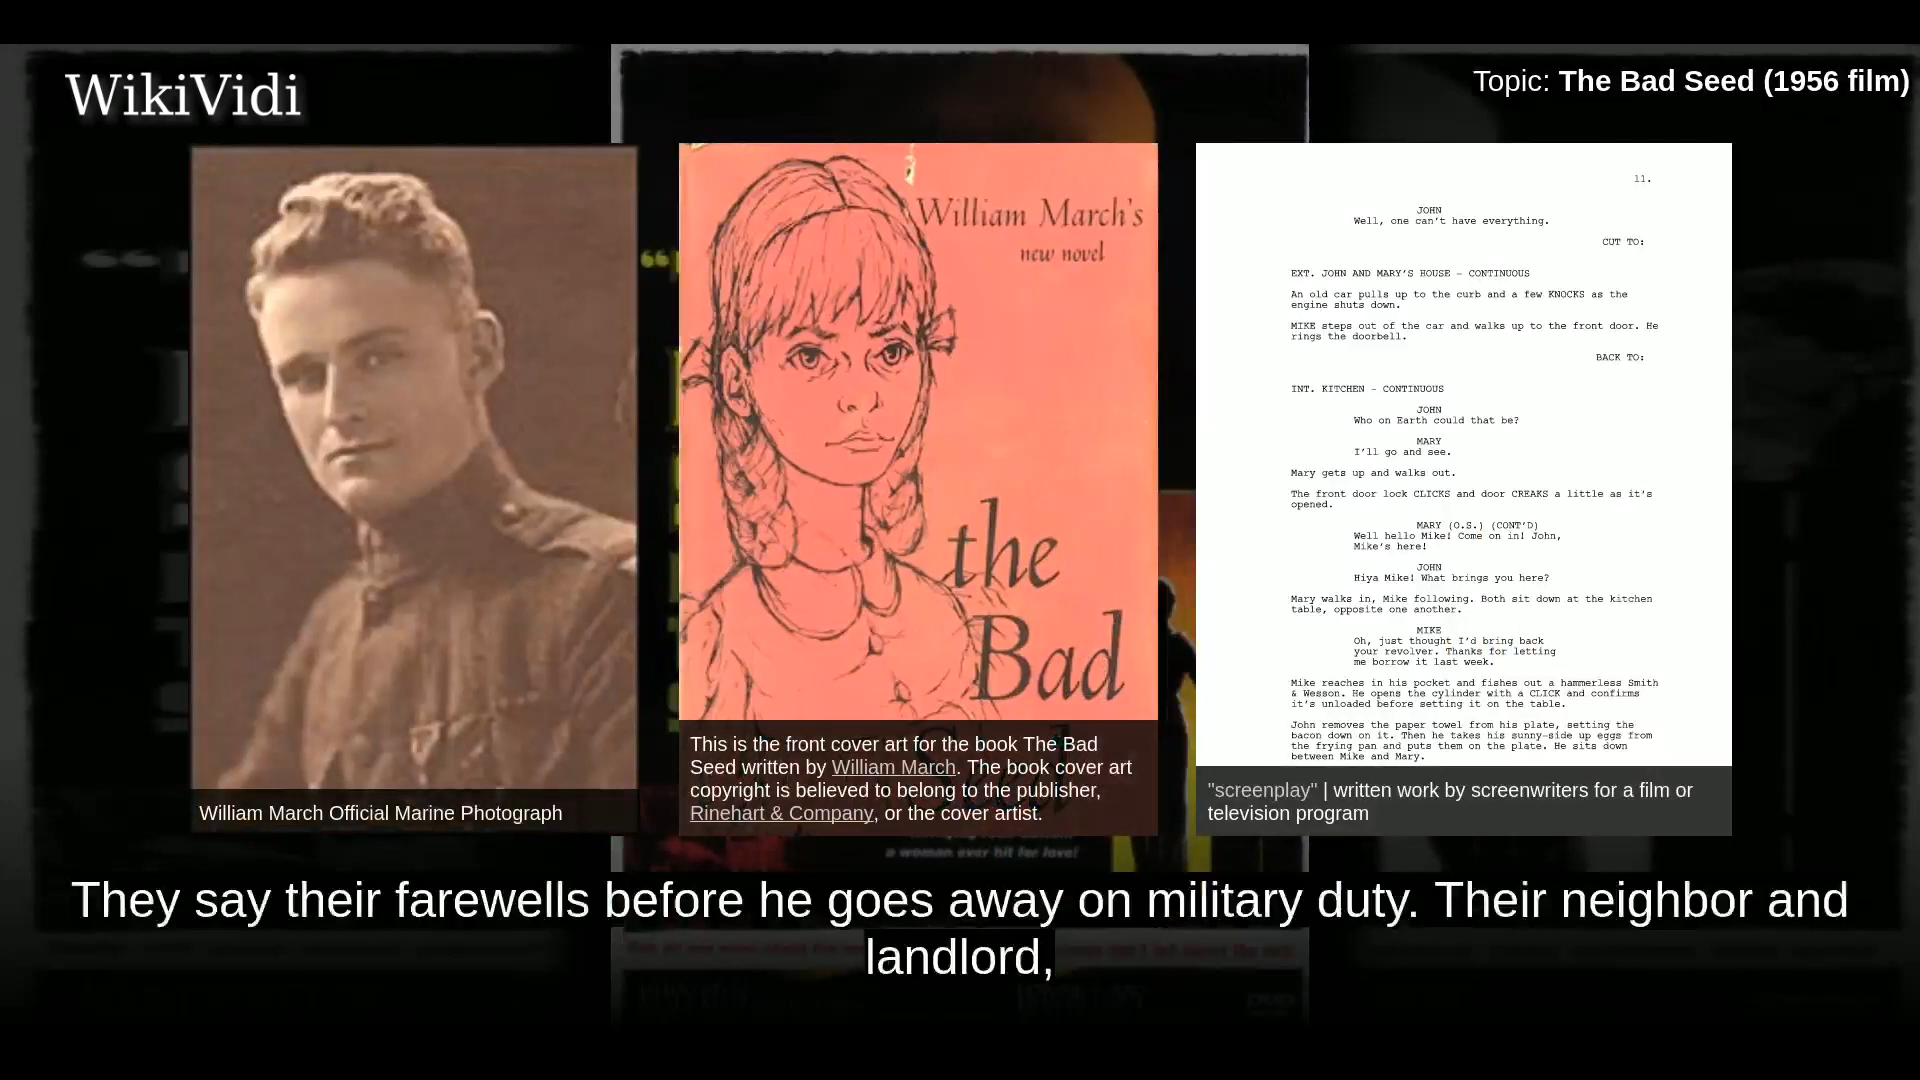 WikiVidi
Topic: The Bad Seed (1956 film)
William March's
new novel
the
Bad
Seed
11.
JOHN
Well, one can't have everything.
CUT TO:
EXT. JOHN AND MARY'S HOUSE - CONTINUOUS
An old car pulls up to the curb and a few KNOCKS as the
engine shuts down.
MIKE steps out of the car and walks up to the front door. He
rings the doorbell.
BACK TO:
INT. KITCHEN - CONTINUOUS
JOHN
Who on Earth could that be?
MARY
I'll go and see.
Mary gets up and walks out.
The front door lock CLICKS and door CREAKS a little as it's
opened.
MARY (O.S.) (CONT'D)
Well hello Mike! Come on in! John,
Mike's here!
JOHN
Hiya Mike! What brings you here?
Mary walks in, Mike following. Both sit down at the kitchen
table, opposite one another.
MIKE
Oh, just thought I'd bring back
your revolver. Thanks for letting
me borrow it last week.
Mike reaches in his pocket and fishes out a hammerless Smith
& Wesson. He opens the cylinder with a CLICK and confirms
it's unloaded before setting it on the table.
John removes the paper towel from his plate, setting the
bacon down on it. Then he takes his sunny-side up eggs from
the frying pan and puts them on the plate. He sits down
between Mike and Mary.
William March Official Marine Photograph
This is the front cover art for the book The Bad
Seed written by William March. The book cover art
copyright is believed to belong to the publisher,
Rinehart & Company, or the cover artist.
"screenplay" | written work by screenwriters for a film or
television program
a woman ever hit for love!
They say their farewells before he goes away on military duty. Their neighbor and
landlord,